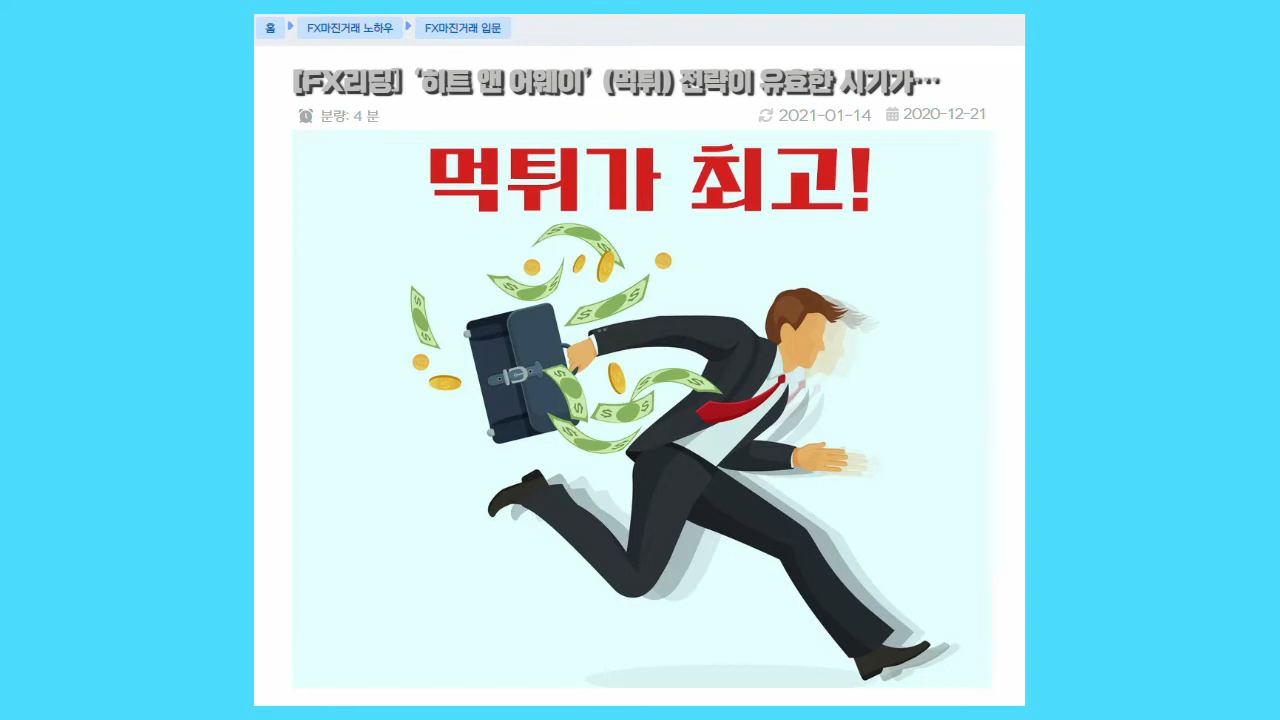 홈 FX마진거래 노하우 FX마진거래 입문
[FX리딩] ‘히트 앤 어웨이’ (먹튀) 전략이 유효한 시기가…
분량: 4 분 2021-01-14 2020-12-21
먹튀가 최고!